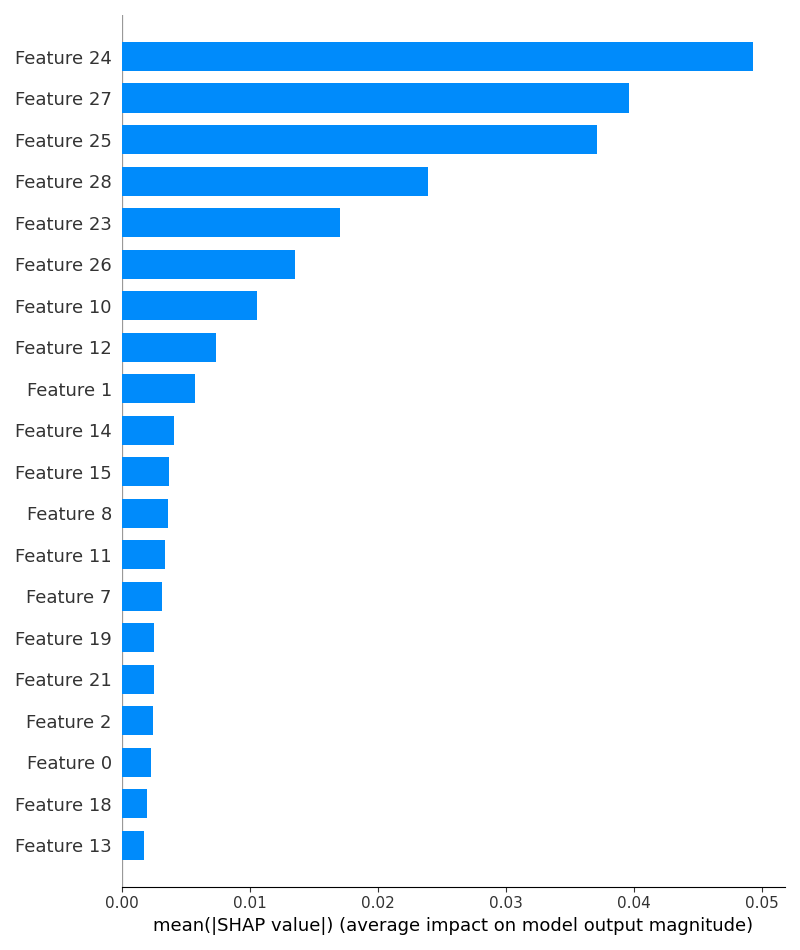 Feature 24
Feature 27
Feature 25
Feature 28
Feature 23
Feature 26
Feature 10
Feature 12
Feature 1
Feature 14
Feature 15
Feature 8
Feature 11
Feature 7
Feature 19
Feature 21
Feature 2
Feature 0
Feature 18
Feature 13
0.00 0.01 0.02 0.03 0.04 0.05
mean(|SHAP value|) (average impact on model output magnitude)